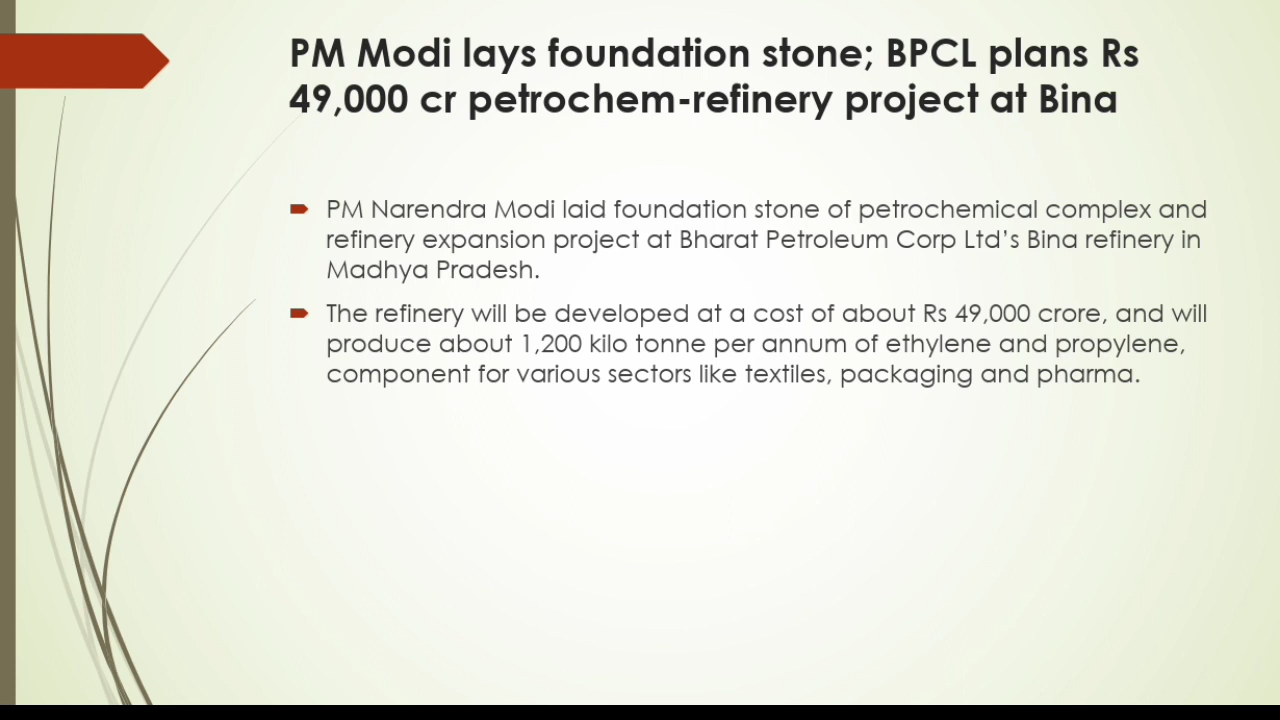 PM Modi lays foundation stone; BPCL plans Rs
49,000 cr petrochem-refinery project at Bina
PM Narendra Modi laid foundation stone of petrochemical complex and
refinery expansion project at Bharat Petroleum Corp Ltd’s Bina refinery in
Madhya Pradesh.
The refinery will be developed at a cost of about Rs 49,000 crore, and will
produce about 1,200 kilo tonne per annum of ethylene and propylene,
component for various sectors like textiles, packaging and pharma.